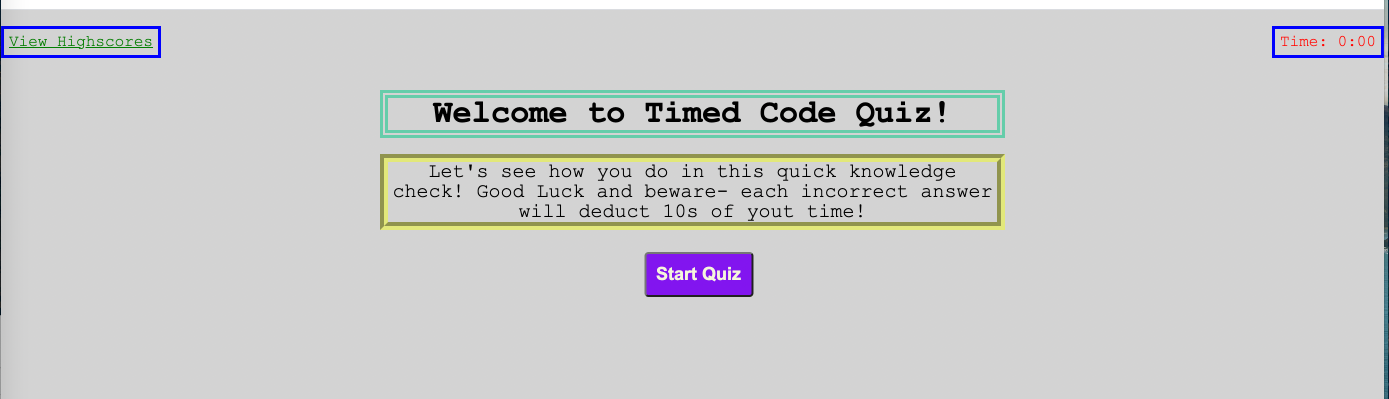 View Highscores
Time: 0:00
Welcome to Timed Code Quiz!
Let's see how you do in this quick knowledge
check! Good Luck and beware- each incorrect answer
will deduct 10s of yout time!
Start Quiz